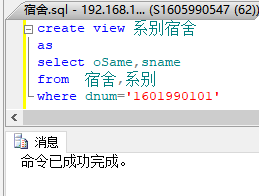 宿舍.sql - 192.168.1... (S1605990547 (62))
create view 系别宿舍
as
select oSame,sname
from 宿舍,系别
where dnum='1601990101'
消息
命令已成功完成。